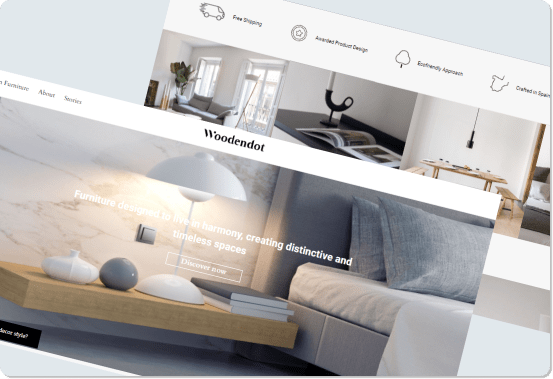 Free Shipping
Awarded Product Design
Ecofriendly Approach
Crafted in Spain
Furniture
About
Stories
Woodendot
Furniture designed to live in harmony, creating distinctive and
timeless spaces
Discover now
decor style?